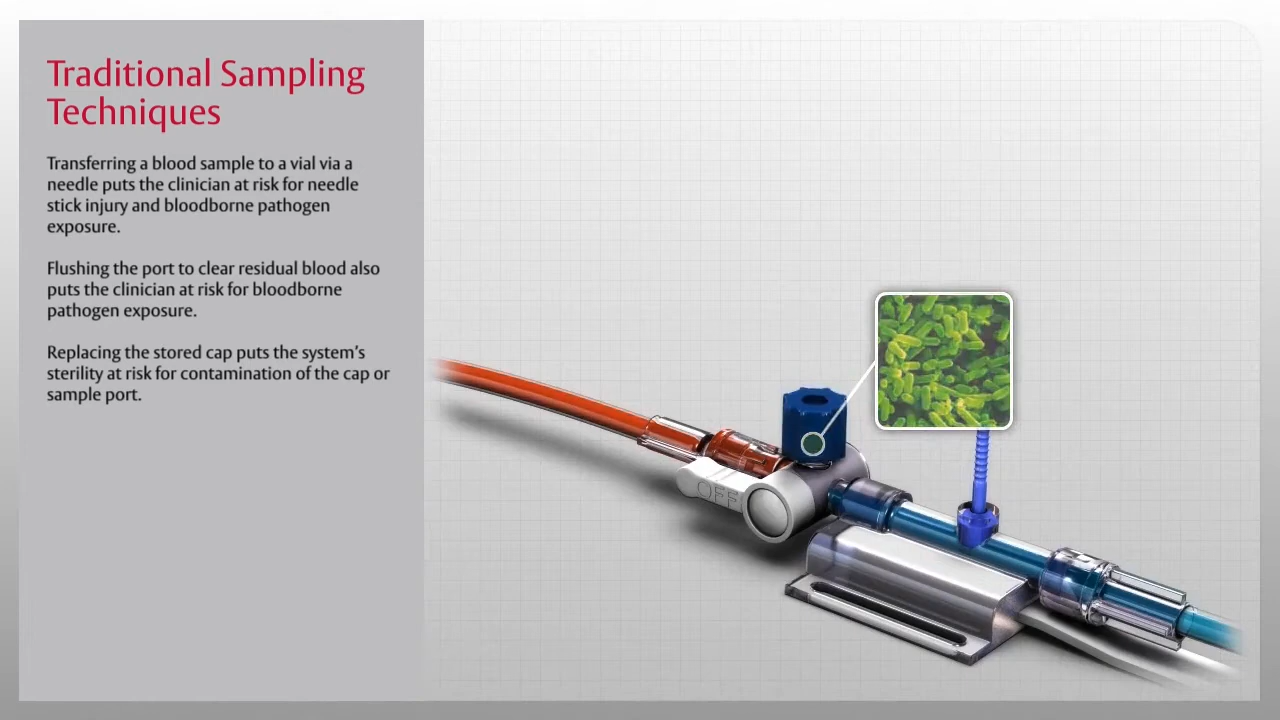 Traditional Sampling
Techniques
Transferring a blood sample to a vial via a
needle puts the clinician at risk for needle
stick injury and bloodborne pathogen
exposure.
Flushing the port to clear residual blood also
puts the clinician at risk for bloodborne
pathogen exposure.
Replacing the stored cap puts the system's
sterility at risk for contamination of the cap or
sample port.
OFF